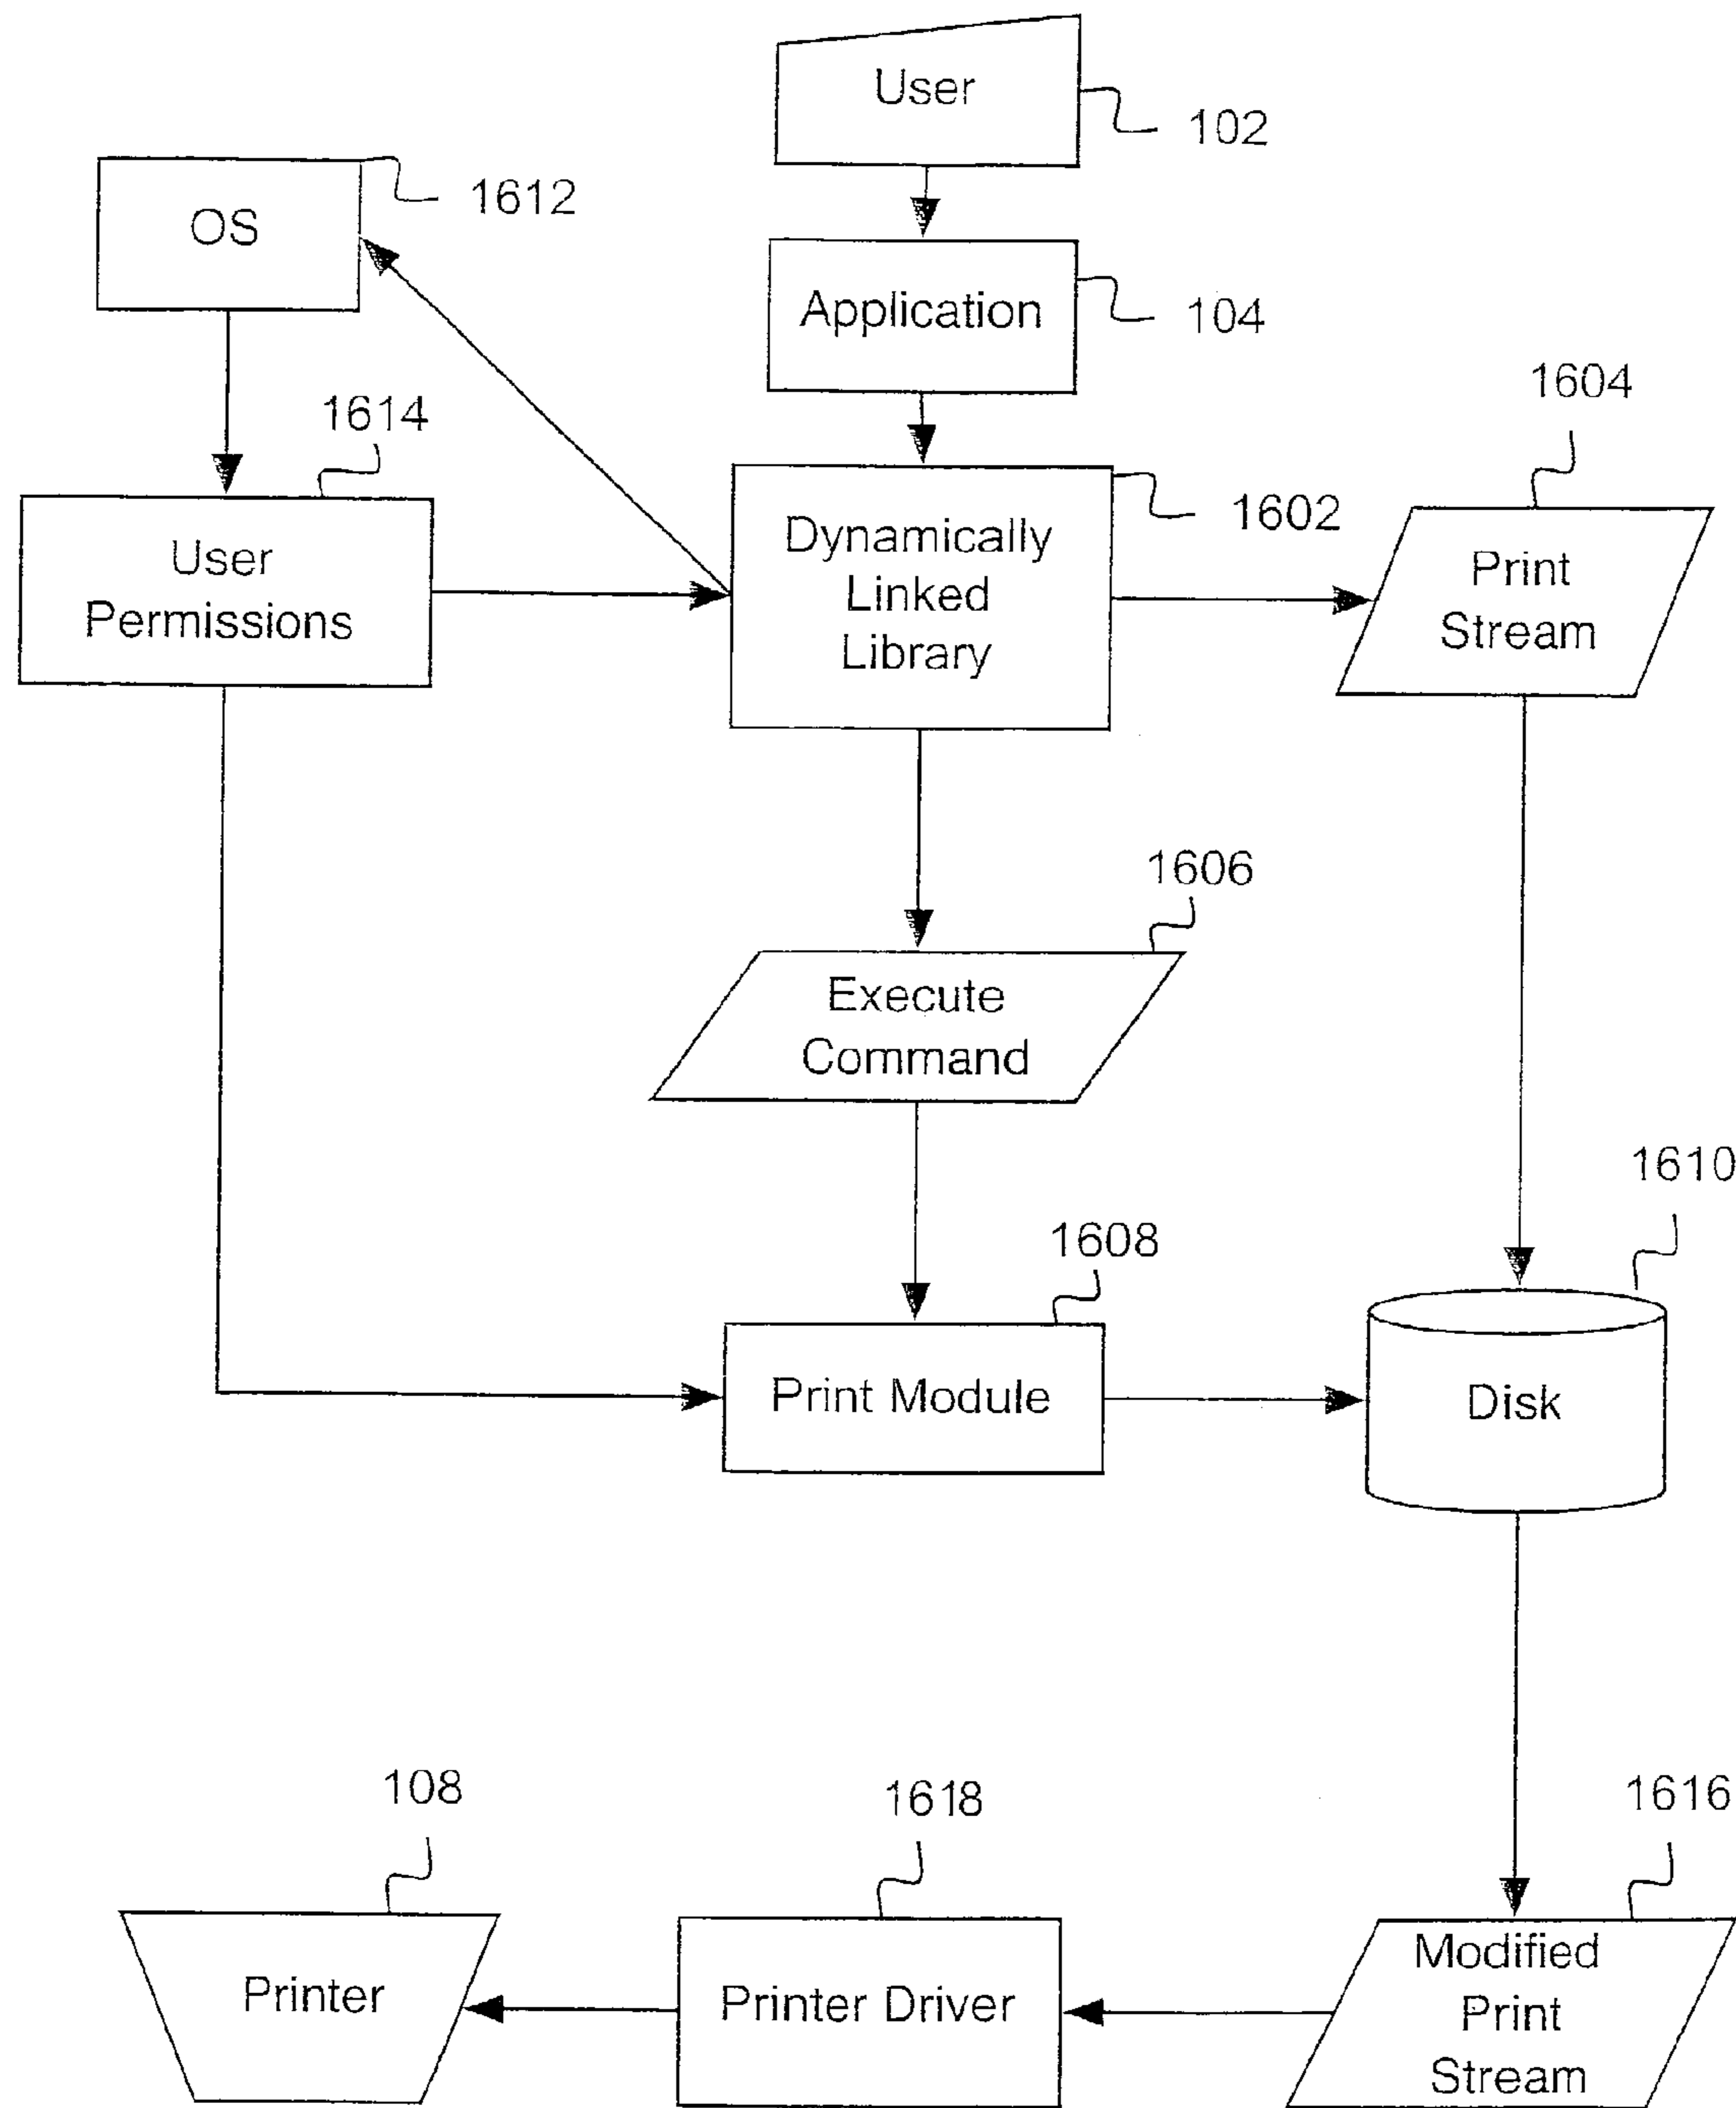 User
102
OS
1612
Application
104
1614
1604
User
Permissions
Dynamically
Linked
Library
1602
Print
Stream
1606
Execute
Command
1610
1608
Print Module
Disk
108
1618
1616
Printer
Printer Driver
Modified
Print
Stream